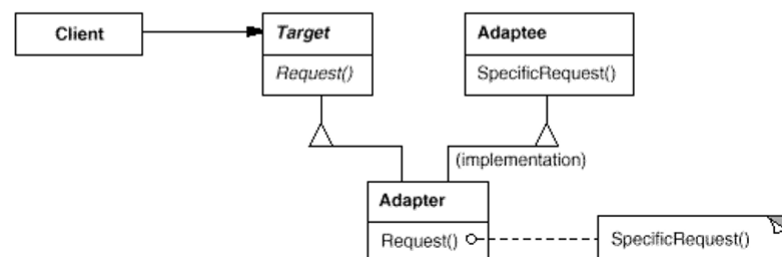 Client
Target
Adaptee
Request()
SpecificRequest()
(implementation)
Adapter
Request()
SpecificRequest()